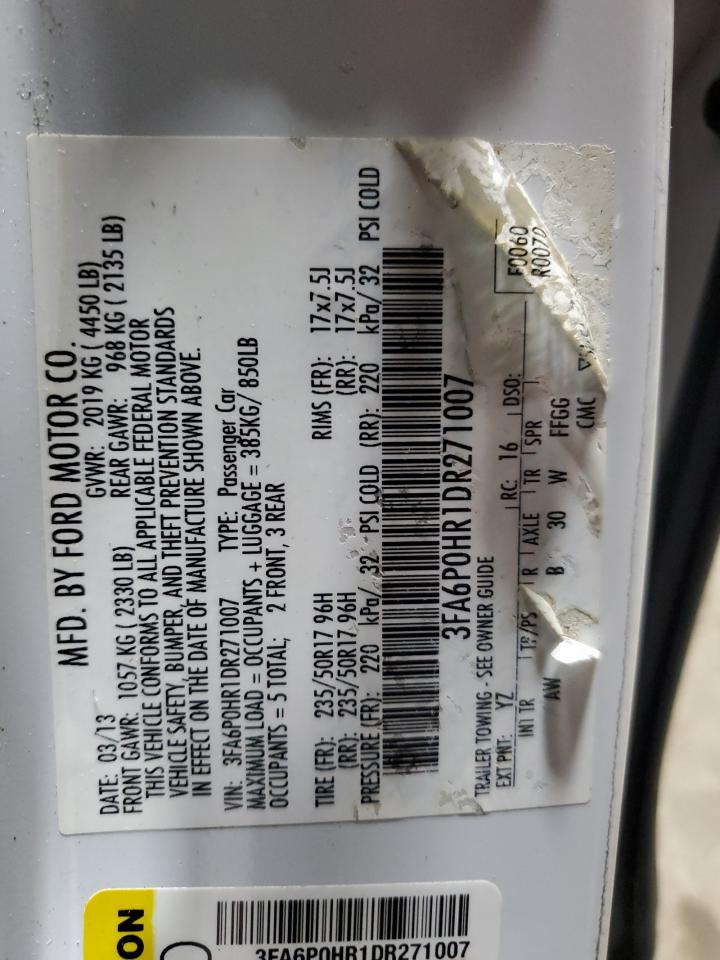 MFD. BY FORD MOTOR CO.
DATE: 03/13 GVWR: 2019 KG ( 4450 LB)
FRONT GAWR: 1057 KG ( 2330 LB) REAR GAWR: 968 KG ( 2135 LB)
THIS VEHICLE CONFORMS TO ALL APPLICABLE FEDERAL MOTOR
VEHICLE SAFETY, BUMPER, AND THEFT PREVENTION STANDARDS
IN EFFECT ON THE DATE OF MANUFACTURE SHOWN ABOVE.
VIN: 3FA6P0HR1DR271007 TYPE: Passenger Car
MAXIMUM LOAD = OCCUPANTS + LUGGAGE = 385KG/ 850LB
OCCUPANTS = 5 TOTAL; 2 FRONT, 3 REAR
TIRE (FR): 235/50R17 96H RIMS (FR): 17x7.5J
(RR): 235/50R17 96H (RR): 17x7.5J
PRESSURE (FR): 220 kPa/ 32 PSI COLD (RR): 220 kPa/ 32 PSI COLD
3FA6P0HR1DR271007
TRAILER TOWING - SEE OWNER GUIDE F0060
EXT PNT: YZ RC: 16 DSO: R0070
INT TR TP/PS R AXLE TR SPR
AW B 30 W FFGG
CMC
ON
3FA6P0HR1DR271007